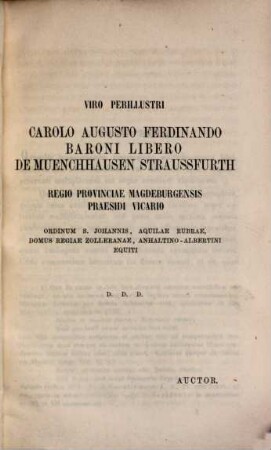 VIRO PERILLUSTRI
CAROLO AUGUSTO FERDINANDO
BARONI LIBERO
DE MUENCHHAUSEN STRAUSSFURTH
REGIO PROVINCIAE MAGDEBURGENSIS
PRAESIDI VICARIO
ORDINUM S. JOHANNIS, AQUILAE RUBRAE,
DOMUS REGIAE ZOLLERANAE, ANHALTINO-ALBERTINI
EQUITI
D. D. D.
AUCTOR.